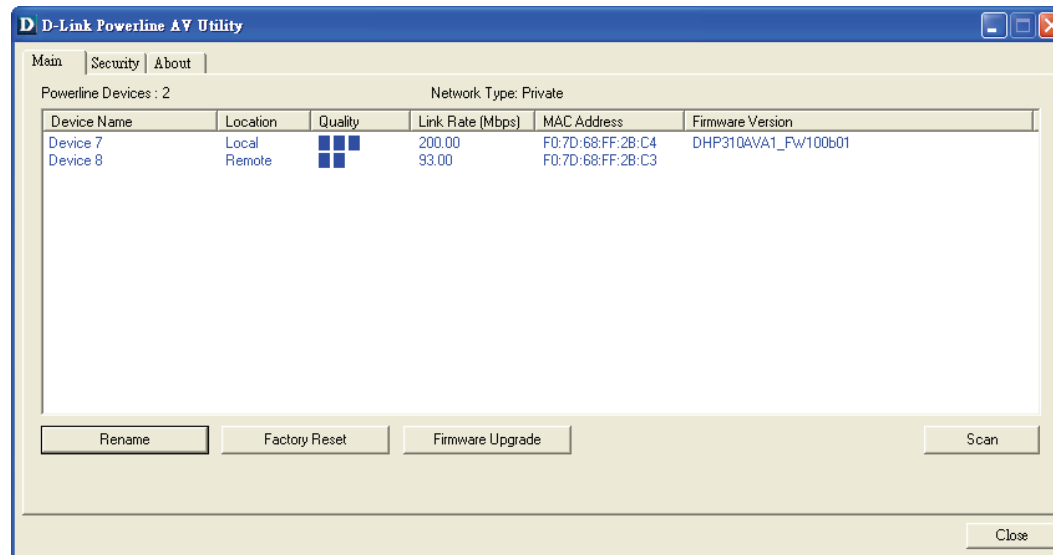 D D-Link Powerline AV Utility
Main Security About
Powerline Devices : 2 Network Type: Private
Device Name Location Quality Link Rate (Mbps) MAC Address Firmware Version
Device 7 Local 200.00 F0:7D:68:FF:2B:C4 DHP310AVA1_FW100b01
Device 8 Remote 93.00 F0:7D:68:FF:2B:C3
Rename Factory Reset Firmware Upgrade Scan
Close